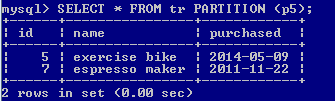 mysql> SELECT * FROM tr PARTITION (p5);
+------+----------------+------------+
| id   | name           | purchased  |
+------+----------------+------------+
|    5 | exercise bike  | 2014-05-09 |
|    7 | espresso maker | 2011-11-22 |
+------+----------------+------------+
2 rows in set (0.00 sec)